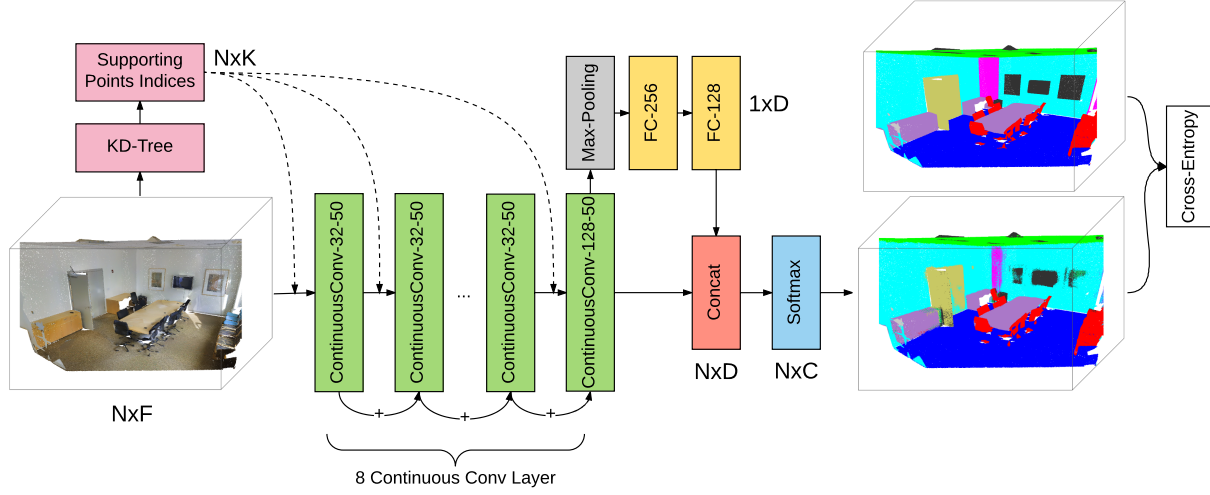 Supporting
Points Indices
NxK
KD-Tree
NxF
ContinuousConv-32-50
ContinuousConv-32-50
...
ContinuousConv-32-50
ContinuousConv-128-50
+
+
+
8 Continuous Conv Layer
Max-Pooling
FC-256
FC-128
1xD
Concat
NxD
Softmax
NxC
Cross-Entropy